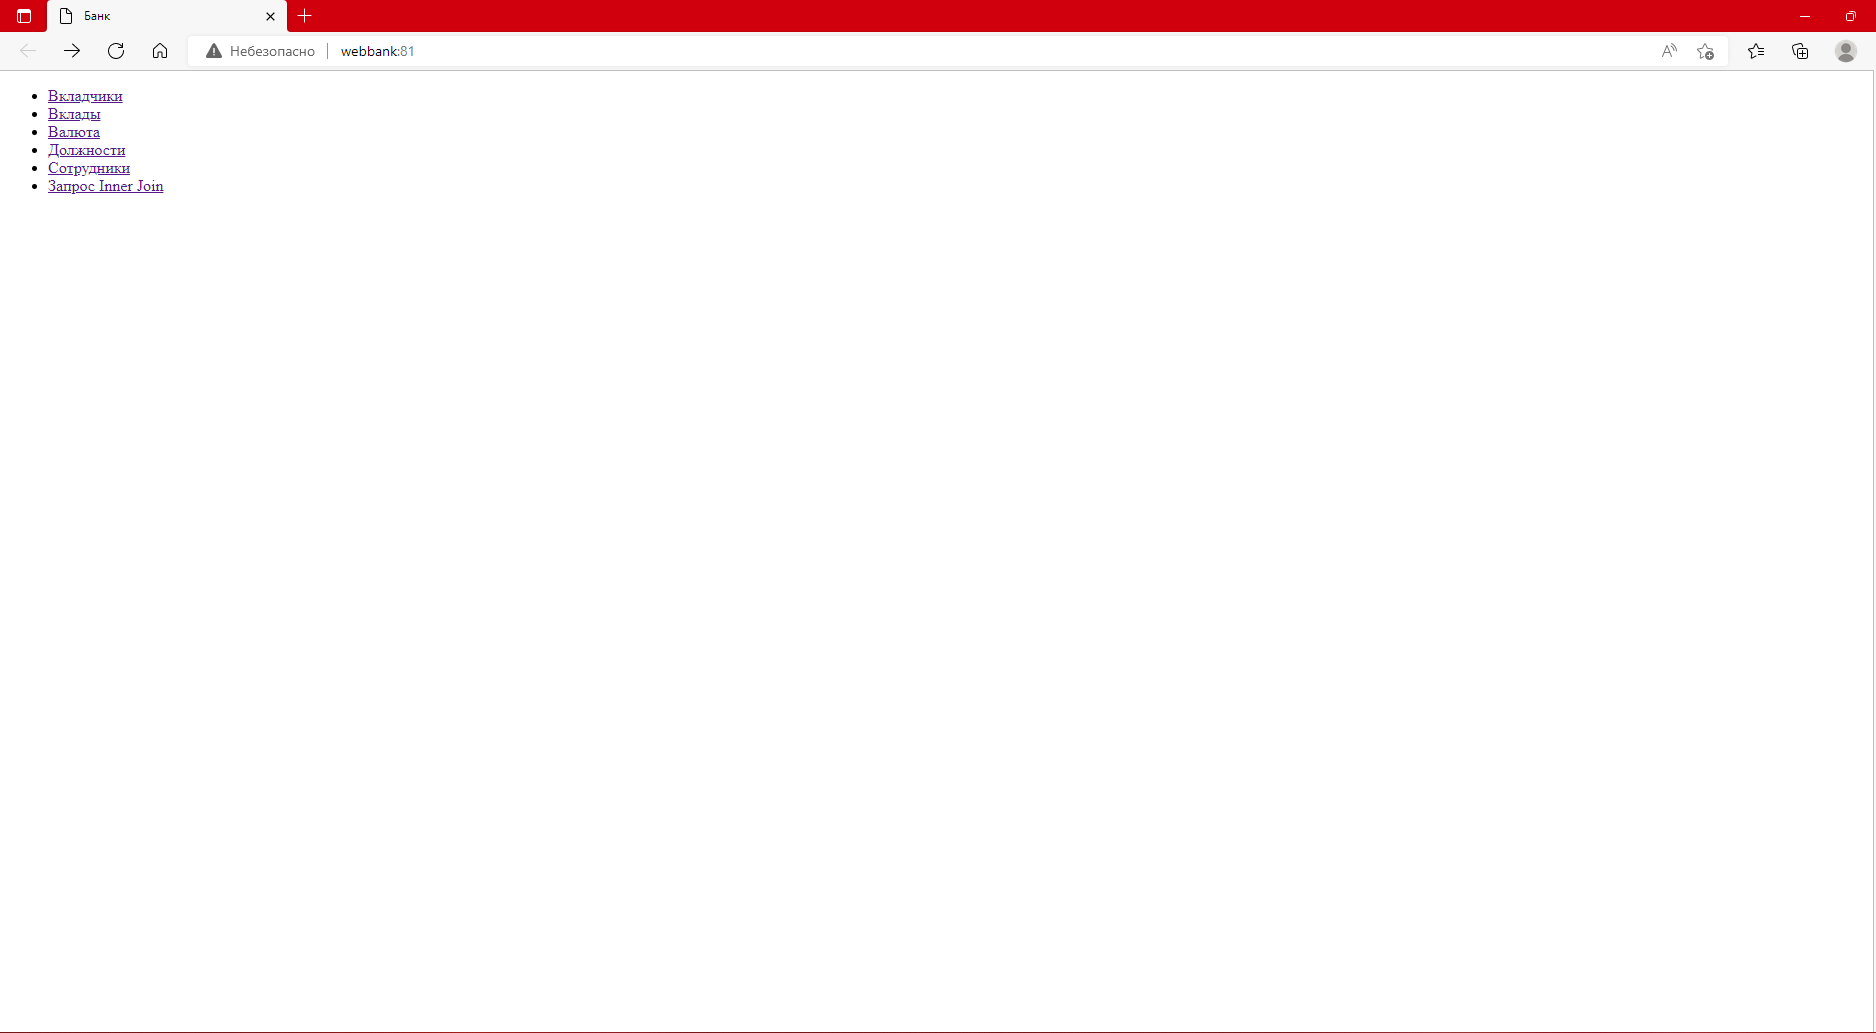 Банк
Небезопасно webbank:81
Вкладчики
Вклады
Валюта
Должности
Сотрудники
Запрос Inner Join